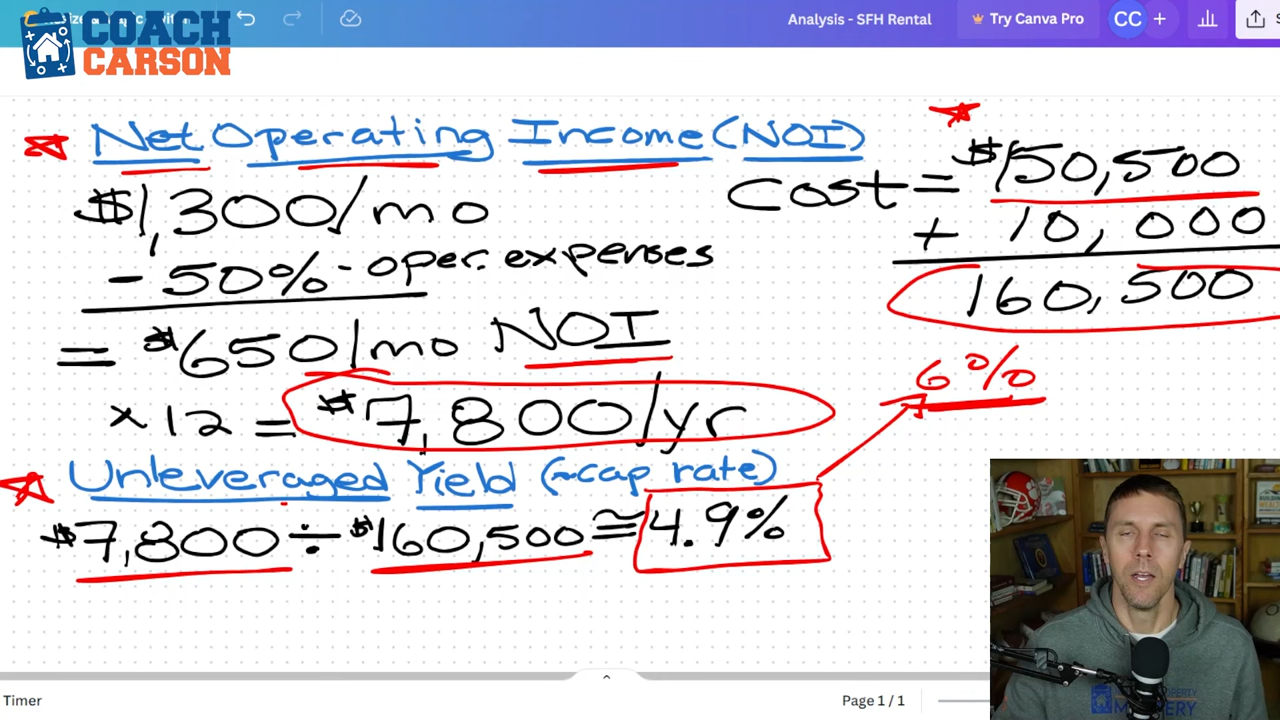 COACH
CARSON
Analysis - SFH Rental
Try Canva Pro
CC
+
Net Operating Income (NOI)
$1,300/mo
- 50% - oper. expenses
= $650/mo NOI
x 12 = $7,800/yr
Cost = $150,500
+ 10,000
160,500
6%
Unleveraged Yield (~cap rate)
$7,800 ÷ $160,500 ≅ 4.9%
Timer
Page 1 / 1